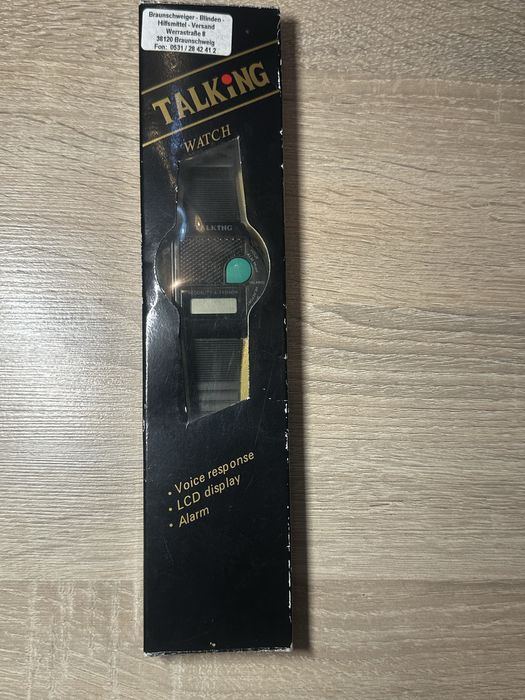 Braunschweiger - Blinden -
Hilfsmittel - Versand
Werrastraße 8
38120 Braunschweig
Fon: 0531 / 28 42 41 2
TALKiNG
WATCH
TALKING
• Voice response
• LCD display
• Alarm